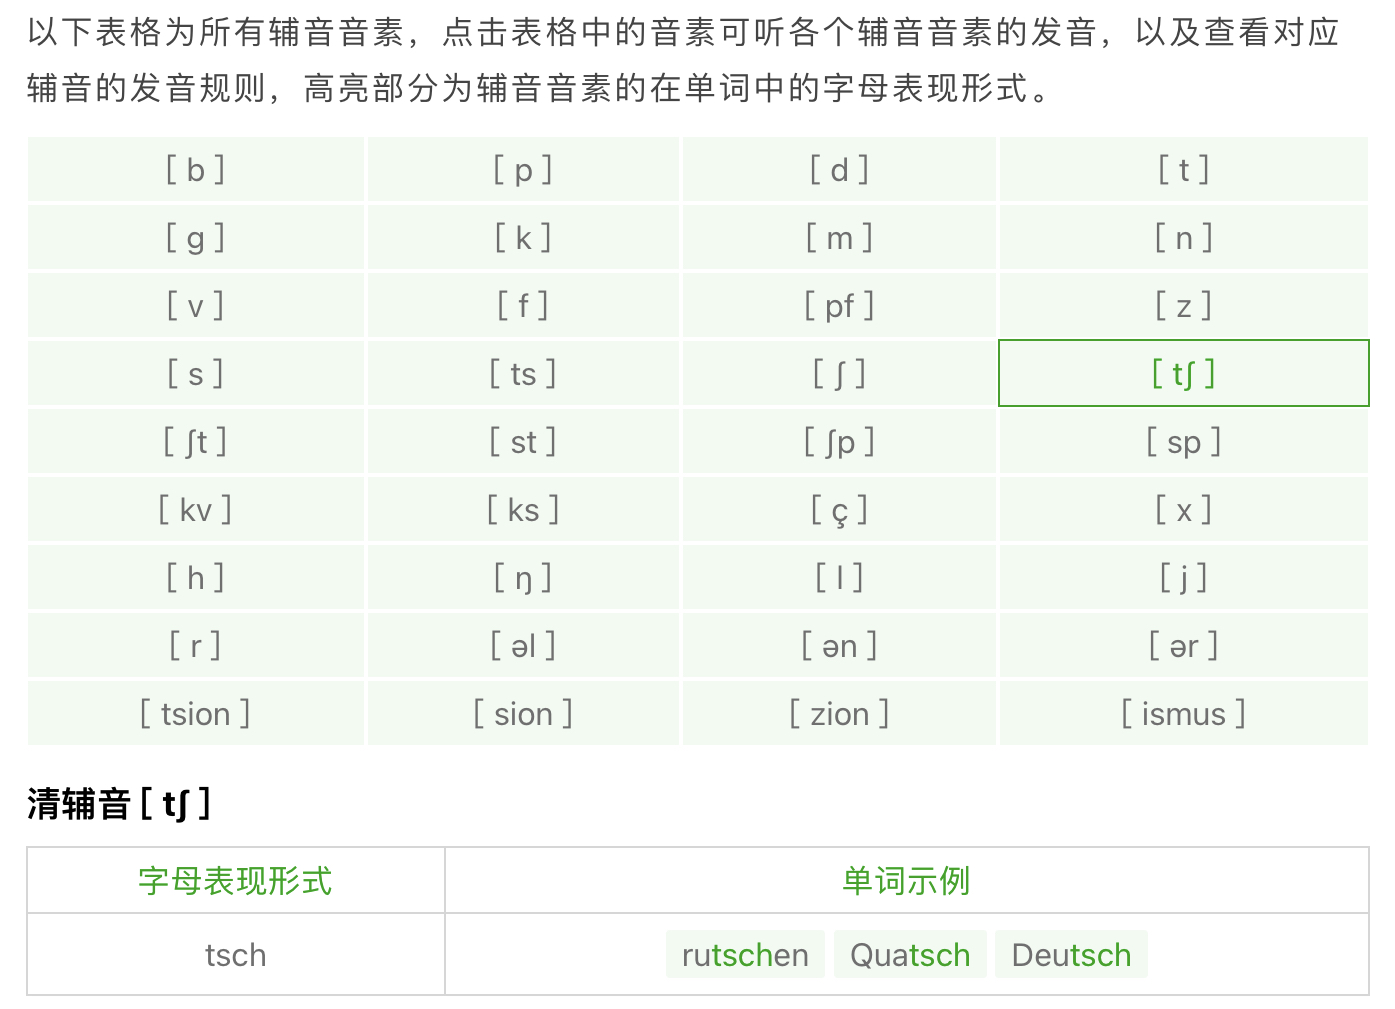 以下表格为所有辅音音素，点击表格中的音素可听各个辅音音素的发音，以及查看对应
辅音的发音规则，高亮部分为辅音音素的在单词中的字母表现形式。
[ b ] [ p ] [ d ] [ t ]
[ g ] [ k ] [ m ] [ n ]
[ v ] [ f ] [ pf ] [ z ]
[ s ] [ ts ] [ ʃ ] [ tʃ ]
[ ʃt ] [ st ] [ ʃp ] [ sp ]
[ kv ] [ ks ] [ ç ] [ x ]
[ h ] [ ŋ ] [ l ] [ j ]
[ r ] [ əl ] [ ən ] [ ər ]
[ tsion ] [ sion ] [ zion ] [ ismus ]
清辅音 [ tʃ ]
字母表现形式 单词示例
tsch rutschen Quatsch Deutsch